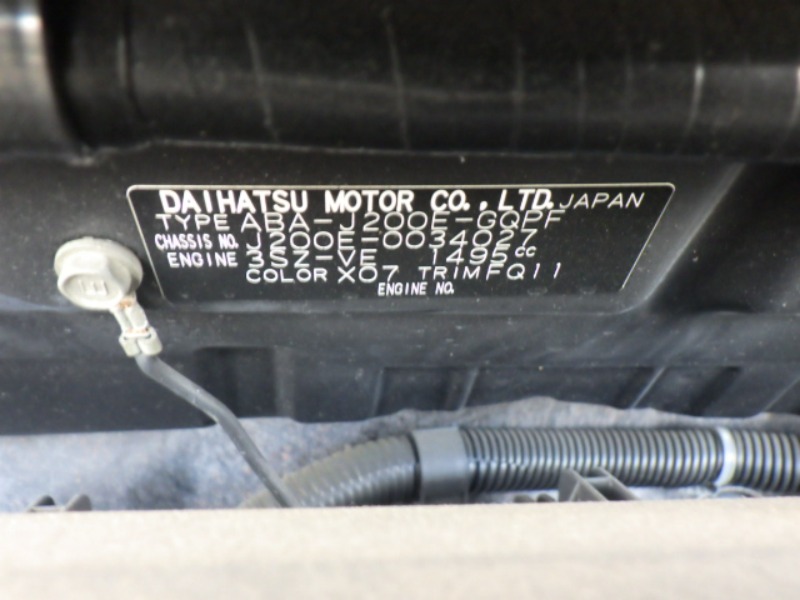 DAIHATSU MOTOR CO., LTD. JAPAN
TYPE ABA-J200E-GQPF
CHASSIS NO. J200E-0034027
ENGINE 3SZ-VE 1495cc
COLOR X07 TRIM FQ11
ENGINE NO.